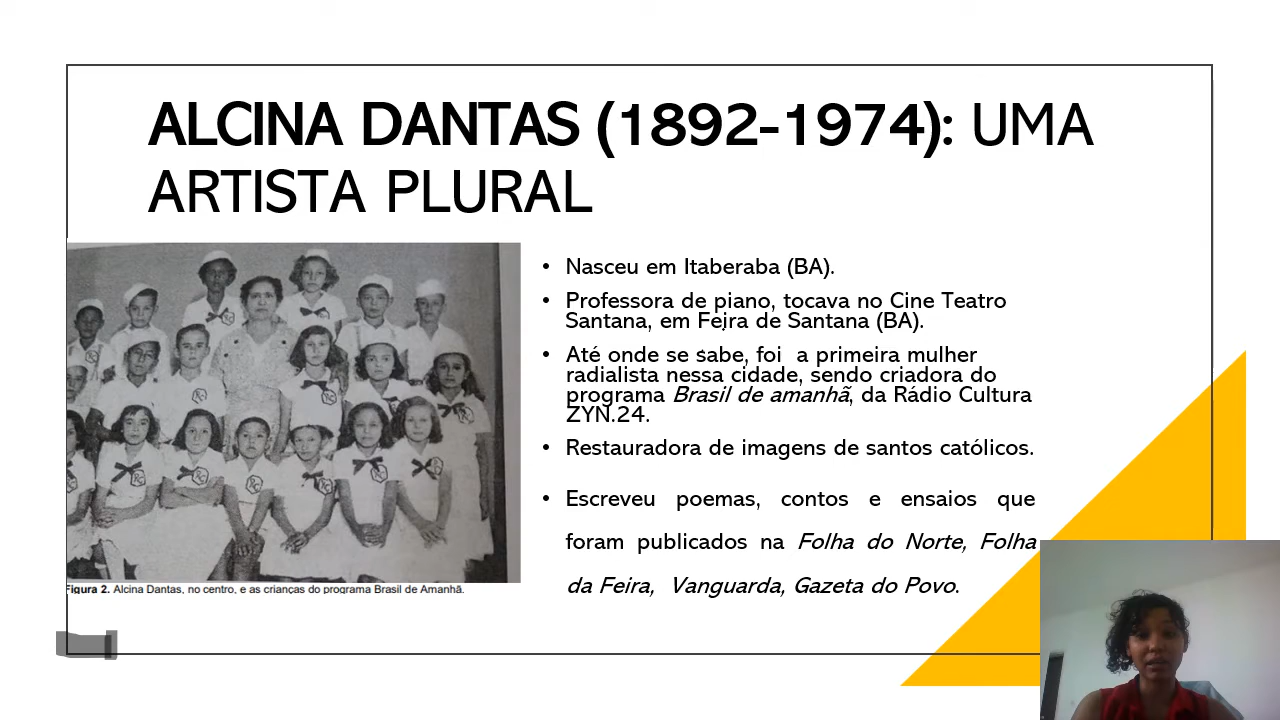 ALCINA DANTAS (1892-1974): UMA
ARTISTA PLURAL
• Nasceu em Itaberaba (BA).
• Professora de piano, tocava no Cine Teatro
Santana, em Feira de Santana (BA).
• Até onde se sabe, foi a primeira mulher
radialista nessa cidade, sendo criadora do
programa Brasil de amanhã, da Rádio Cultura
ZYN.24.
• Restauradora de imagens de santos católicos.
• Escreveu poemas, contos e ensaios que
foram publicados na Folha do Norte, Folha
da Feira, Vanguarda, Gazeta do Povo.
Figura 2. Alcina Dantas, no centro, e as crianças do programa Brasil de Amanhã.